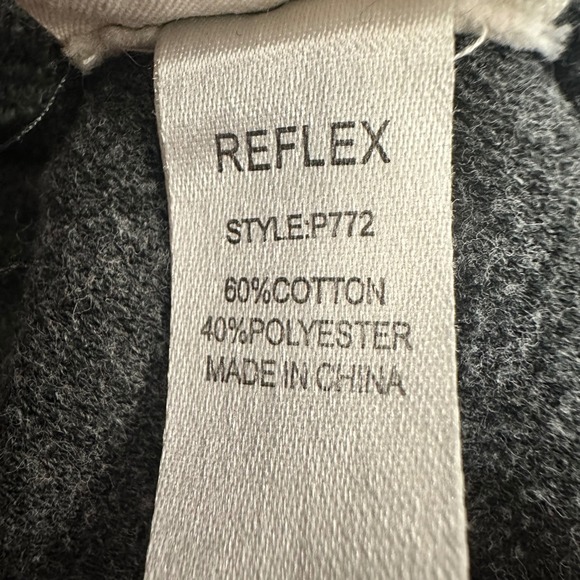 REFLEX
STYLE:P772
60%COTTON
40%POLYESTER
MADE IN CHINA